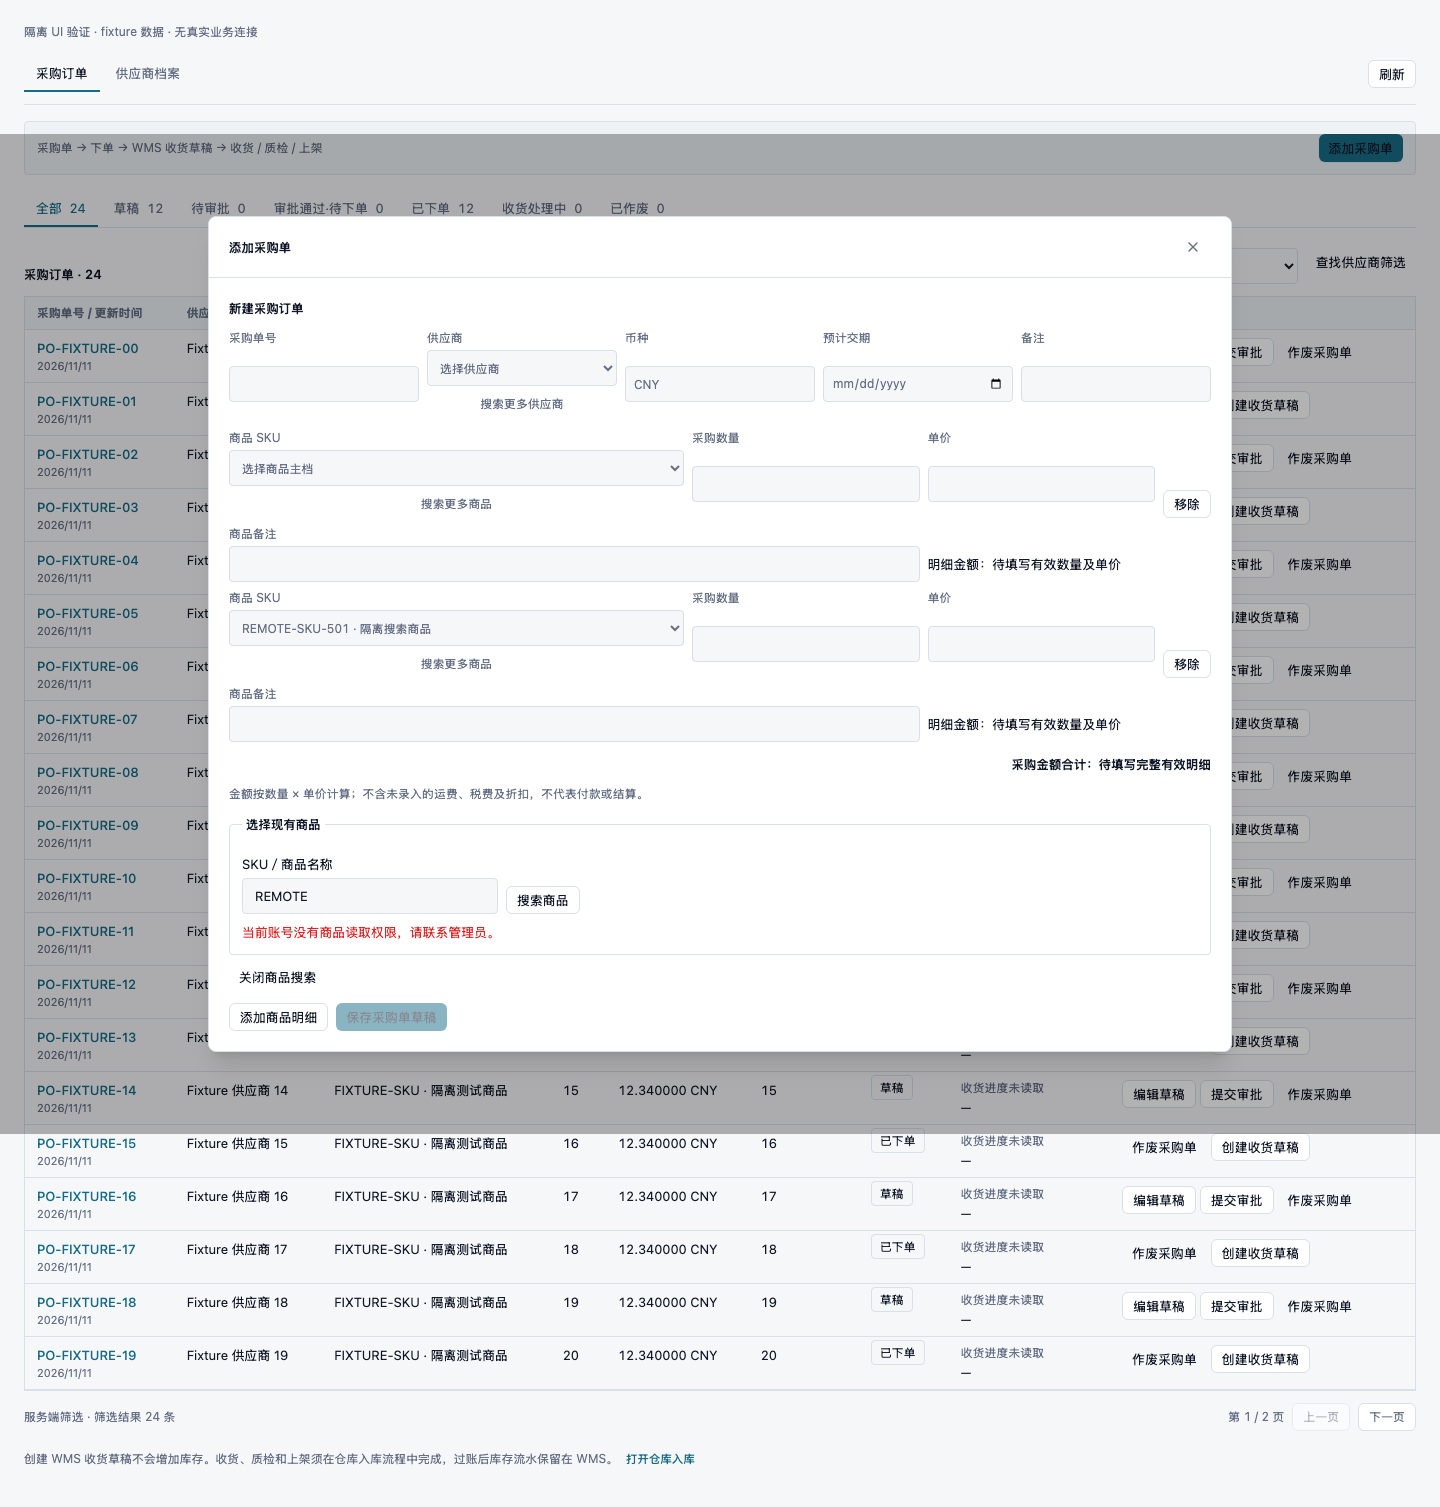 隔离 UI 验证 · fixture 数据 · 无真实业务连接
采购订单 供应商档案 刷新
采购单 → 下单 → WMS 收货草稿 → 收货 / 质检 / 上架 添加采购单
全部 24 草稿 12 待审批 0 审批通过·待下单 0 已下单 12 收货处理中 0 已作废 0
添加采购单 ×
采购订单 · 24 查找供应商筛选
采购单号 / 更新时间
新建采购订单
采购单号 供应商 币种 预计交期 备注
选择供应商 CNY mm/dd/yyyy
搜索更多供应商
商品 SKU 采购数量 单价
选择商品主档
搜索更多商品 移除
商品备注
明细金额：待填写有效数量及单价
商品 SKU 采购数量 单价
REMOTE-SKU-501 · 隔离搜索商品
搜索更多商品 移除
商品备注
明细金额：待填写有效数量及单价
采购金额合计：待填写完整有效明细
金额按数量 × 单价计算；不含未录入的运费、税费及折扣，不代表付款或结算。
选择现有商品
SKU / 商品名称
REMOTE 搜索商品
当前账号没有商品读取权限，请联系管理员。
关闭商品搜索
添加商品明细 保存采购单草稿
PO-FIXTURE-00 作废采购单
2026/11/11
PO-FIXTURE-01
2026/11/11
PO-FIXTURE-02 作废采购单
2026/11/11
PO-FIXTURE-03
2026/11/11
PO-FIXTURE-04 作废采购单
2026/11/11
PO-FIXTURE-05
2026/11/11
PO-FIXTURE-06 作废采购单
2026/11/11
PO-FIXTURE-07
2026/11/11
PO-FIXTURE-08 作废采购单
2026/11/11
PO-FIXTURE-09
2026/11/11
PO-FIXTURE-10 作废采购单
2026/11/11
PO-FIXTURE-11
2026/11/11
PO-FIXTURE-12 作废采购单
2026/11/11
PO-FIXTURE-13
2026/11/11 —
PO-FIXTURE-14 Fixture 供应商 14 FIXTURE-SKU · 隔离测试商品 15 12.340000 CNY 15 草稿 收货进度未读取 编辑草稿 提交审批 作废采购单
2026/11/11 —
PO-FIXTURE-15 Fixture 供应商 15 FIXTURE-SKU · 隔离测试商品 16 12.340000 CNY 16 已下单 收货进度未读取 作废采购单 创建收货草稿
2026/11/11 —
PO-FIXTURE-16 Fixture 供应商 16 FIXTURE-SKU · 隔离测试商品 17 12.340000 CNY 17 草稿 收货进度未读取 编辑草稿 提交审批 作废采购单
2026/11/11 —
PO-FIXTURE-17 Fixture 供应商 17 FIXTURE-SKU · 隔离测试商品 18 12.340000 CNY 18 已下单 收货进度未读取 作废采购单 创建收货草稿
2026/11/11 —
PO-FIXTURE-18 Fixture 供应商 18 FIXTURE-SKU · 隔离测试商品 19 12.340000 CNY 19 草稿 收货进度未读取 编辑草稿 提交审批 作废采购单
2026/11/11 —
PO-FIXTURE-19 Fixture 供应商 19 FIXTURE-SKU · 隔离测试商品 20 12.340000 CNY 20 已下单 收货进度未读取 作废采购单 创建收货草稿
2026/11/11 —
服务端筛选 · 筛选结果 24 条 第 1 / 2 页 上一页 下一页
创建 WMS 收货草稿不会增加库存。收货、质检和上架须在仓库入库流程中完成，过账后库存流水保留在 WMS。 打开仓库入库